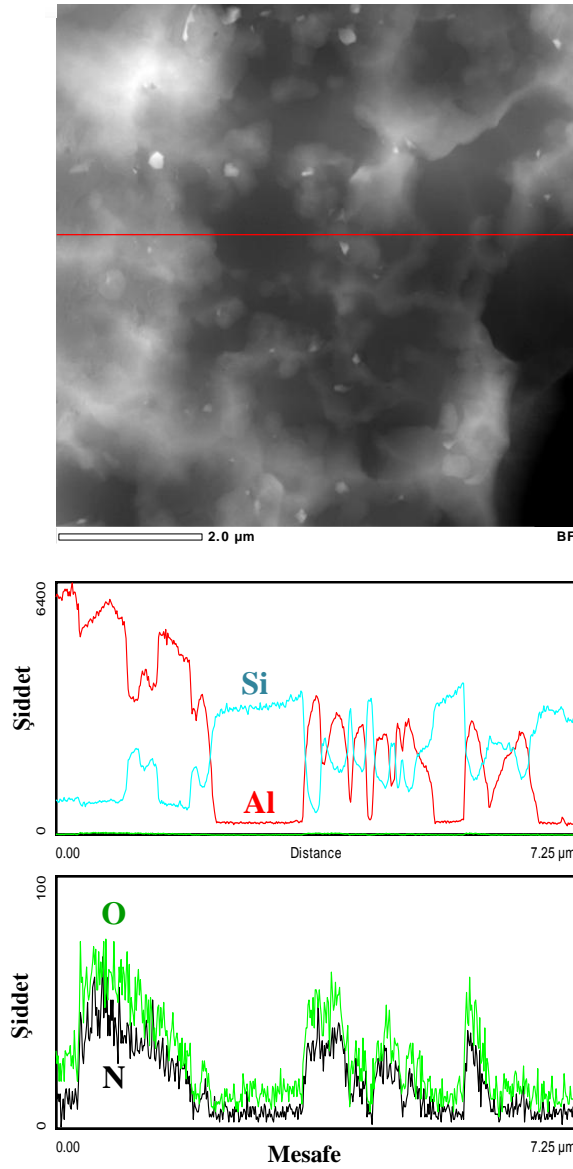 2.0 µm
BF
6400
Şiddet
0
Si
Al
0.00
Distance
7.25 µm
100
Şiddet
0
O
N
0.00
Mesafe
7.25 µm